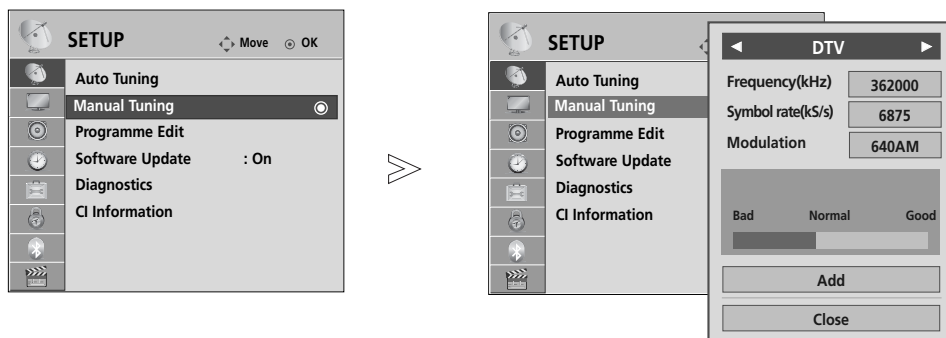 SETUP Move OK
Auto Tuning
Manual Tuning
Programme Edit
Software Update : On
Diagnostics
CI Information
SETUP
Auto Tuning
Manual Tuning
Programme Edit
Software Update
Diagnostics
CI Information
DTV
Frequency(kHz) 362000
Symbol rate(kS/s) 6875
Modulation 640AM
Bad Normal Good
Add
Close